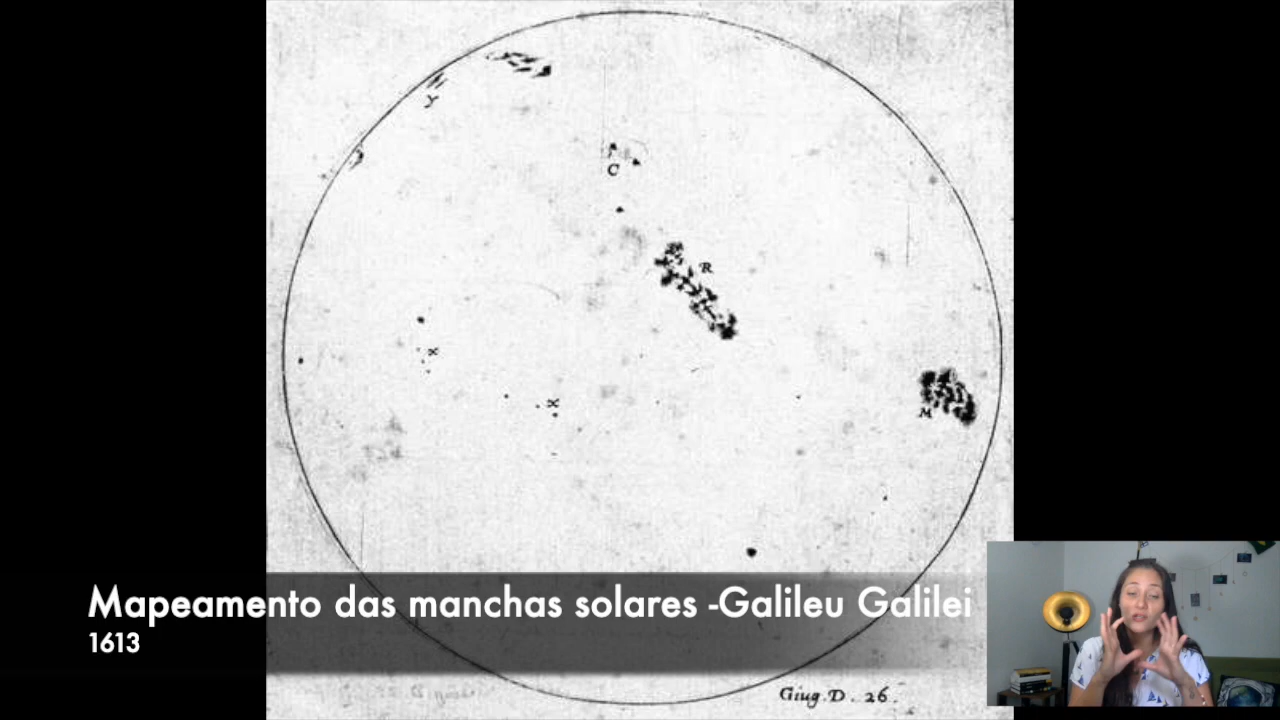 Y
C
R
x
M
x
Mapeamento das manchas solares -Galileu Galilei
1613
Giug. D. 26.